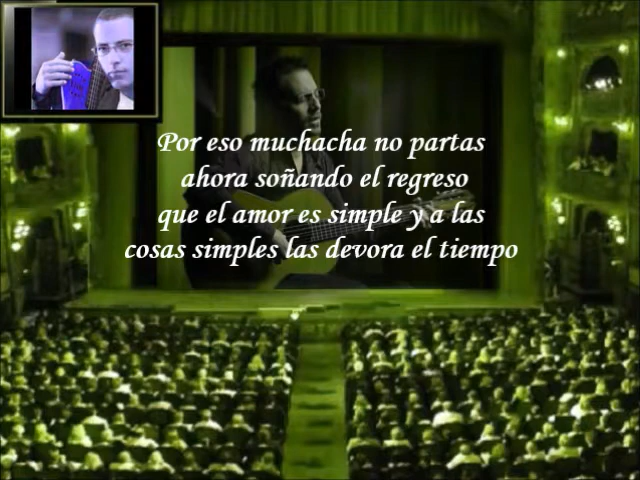 Por eso muchacha no partas
ahora soñando el regreso
que el amor es simple y a las
cosas simples las devora el tiempo